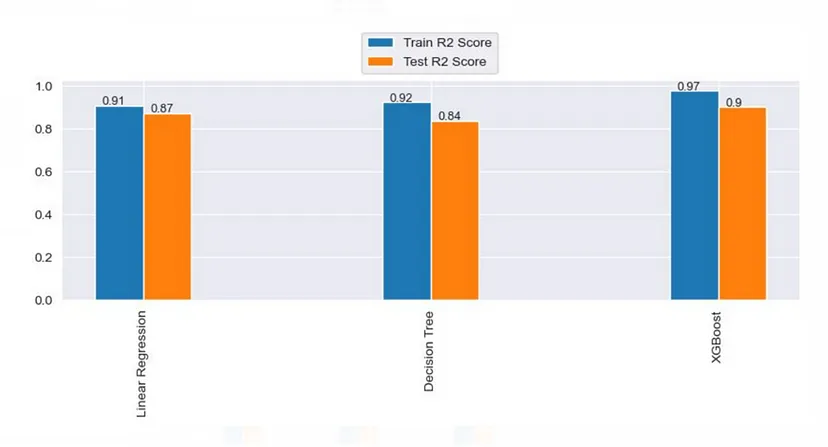 Train R2 Score
Test R2 Score
1.0
0.8
0.6
0.4
0.2
0.0
0.91
0.87
0.92
0.84
0.97
0.9
Linear Regression
Decision Tree
XGBoost